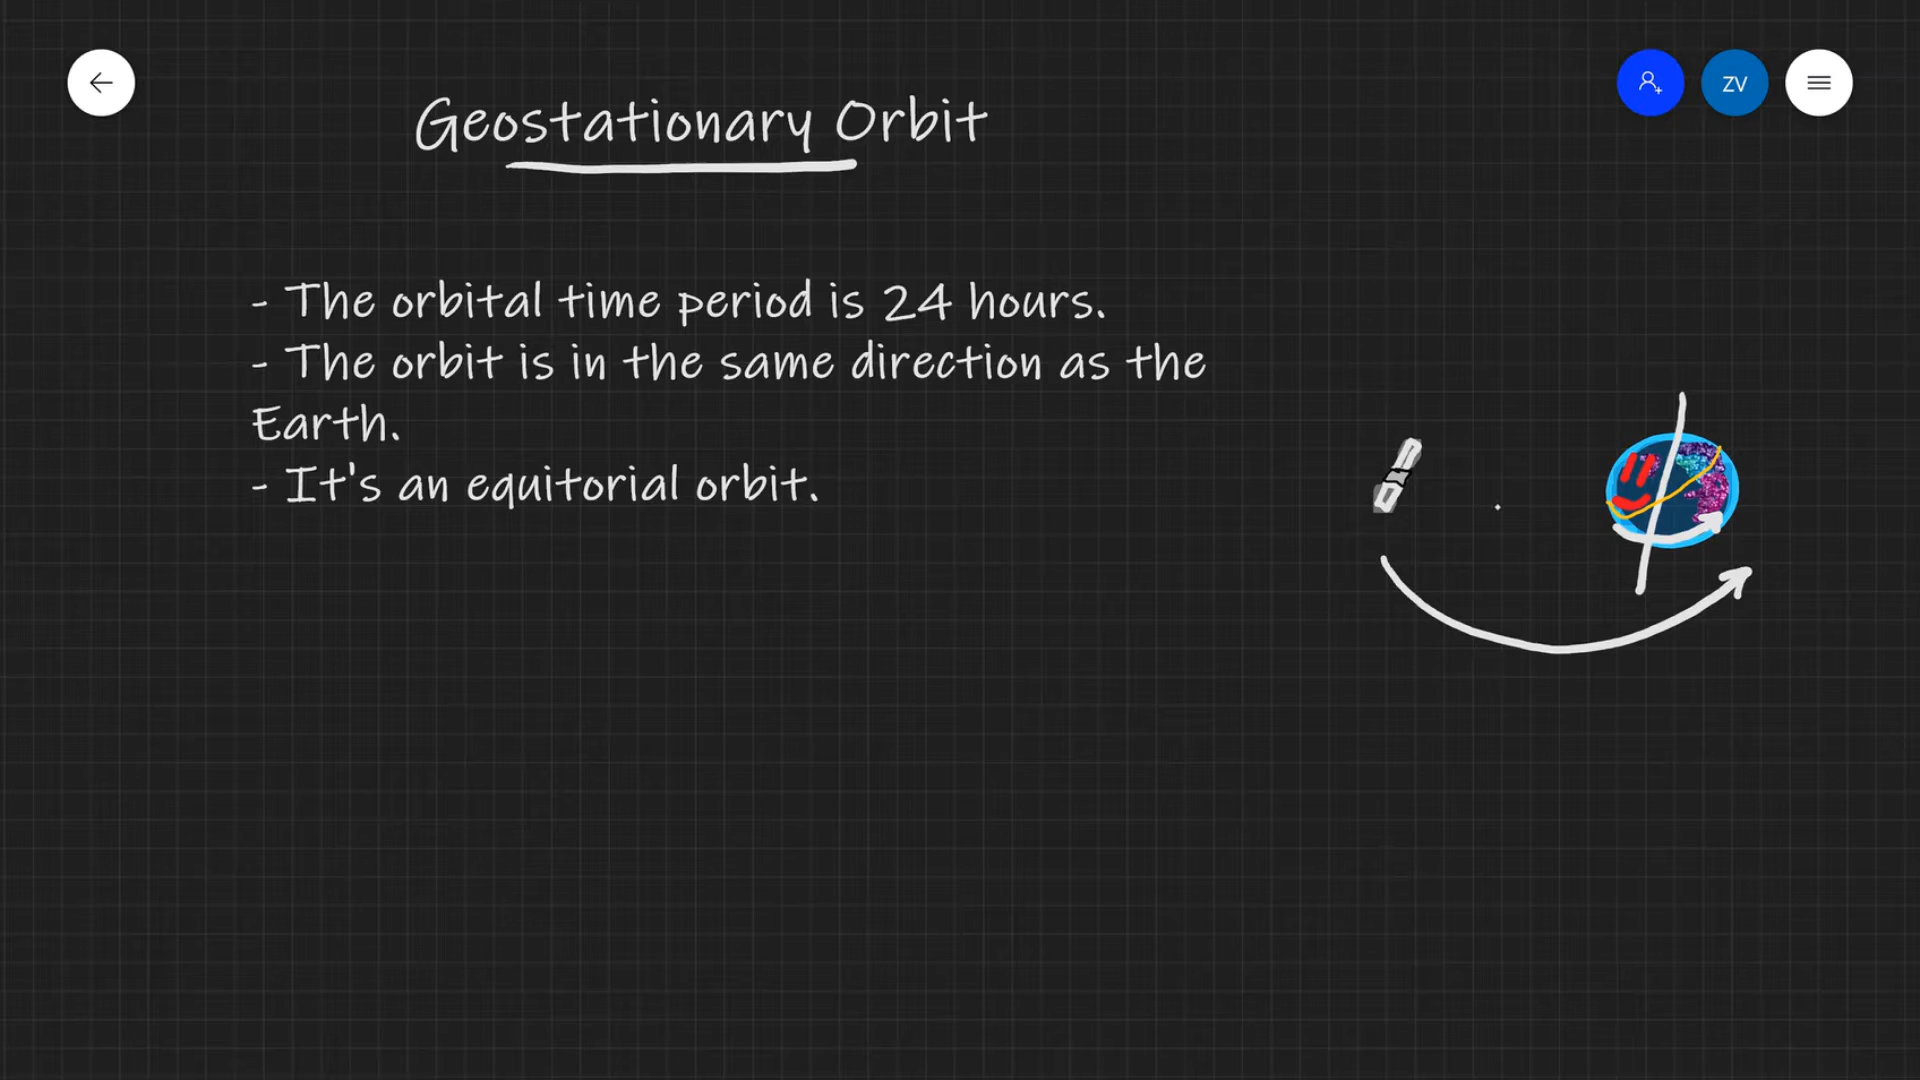 ZV
Geostationary Orbit
- The orbital time period is 24 hours.
- The orbit is in the same direction as the
Earth.
- It's an equitorial orbit.